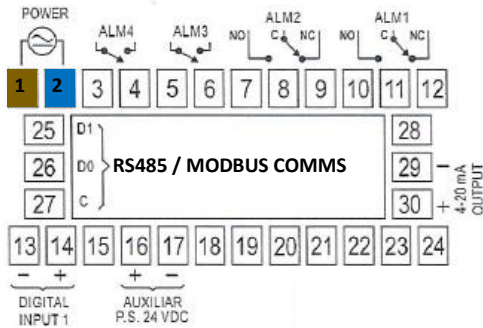 POWER
ALM4 ALM3 ALM2 ALM1
NO C NC NO C NC
1 2 3 4 5 6 7 8 9 10 11 12
25 D1 28
26 D0 RS485 / MODBUS COMMS 29 −
27 C 30 +
4-20 mA
OUTPUT
13 14 15 16 17 18 19 20 21 22 23 24
− + + −
DIGITAL
INPUT 1
AUXILIAR
P.S. 24 VDC